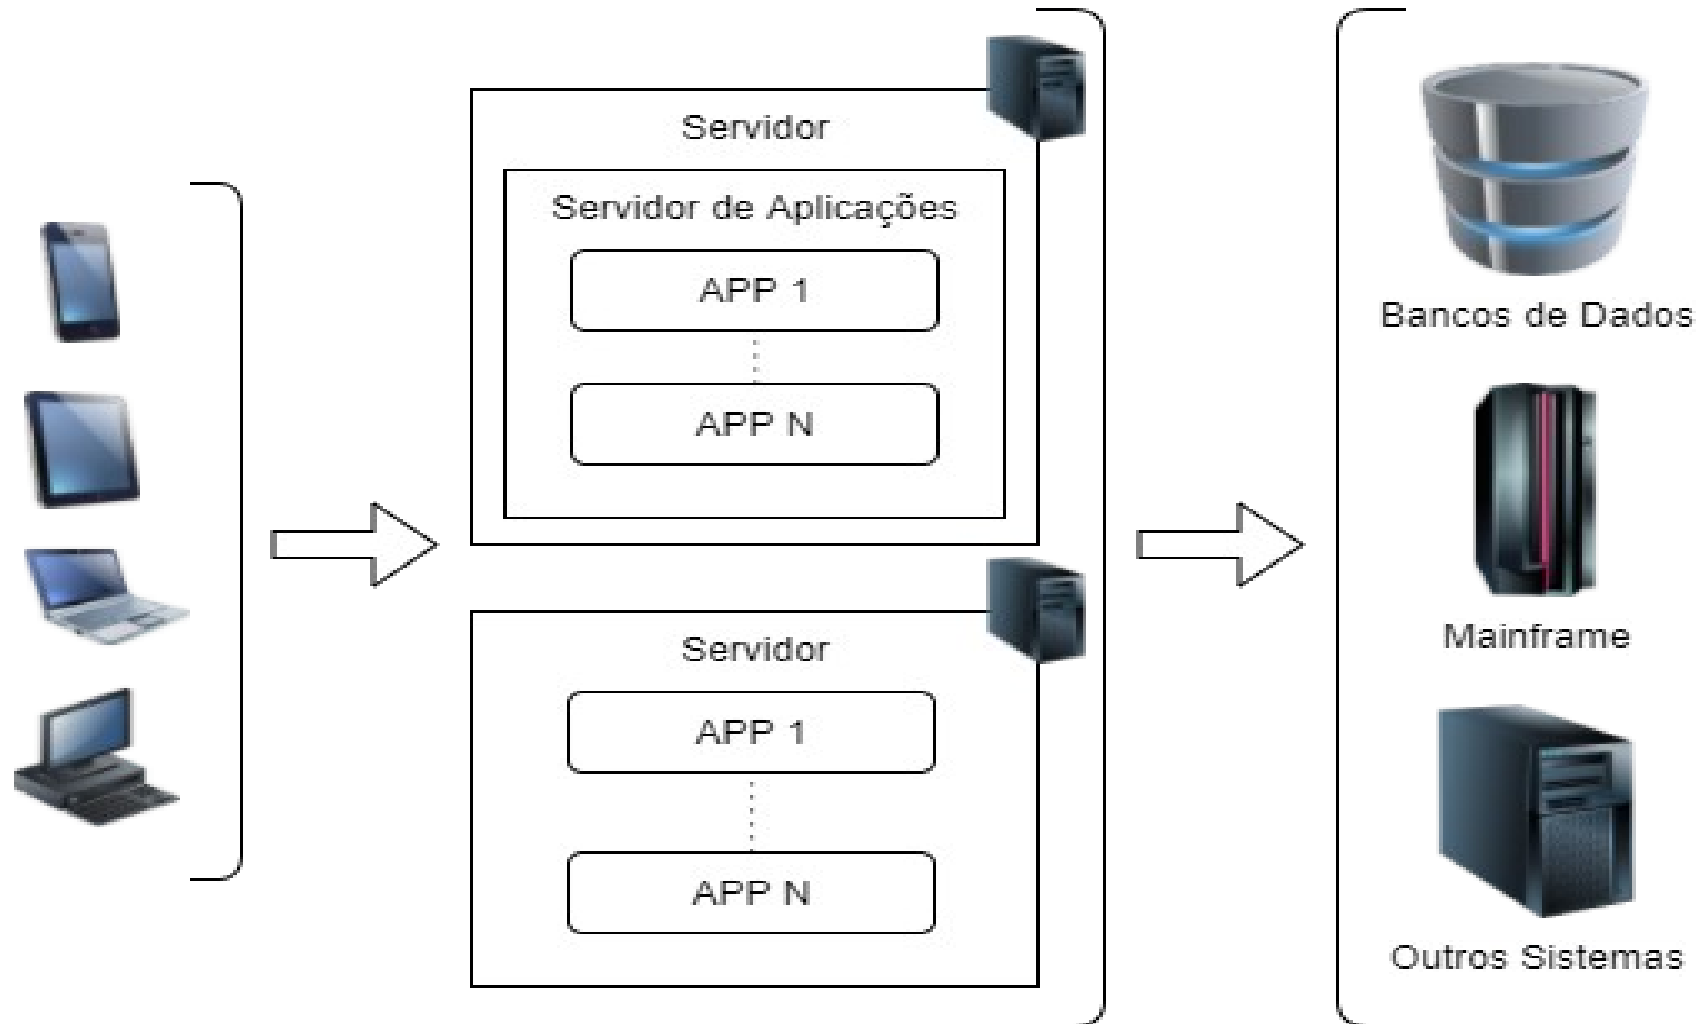 Servidor
Servidor de Aplicações
APP 1
APP N
Servidor
APP 1
APP N
Bancos de Dados
Mainframe
Outros Sistemas